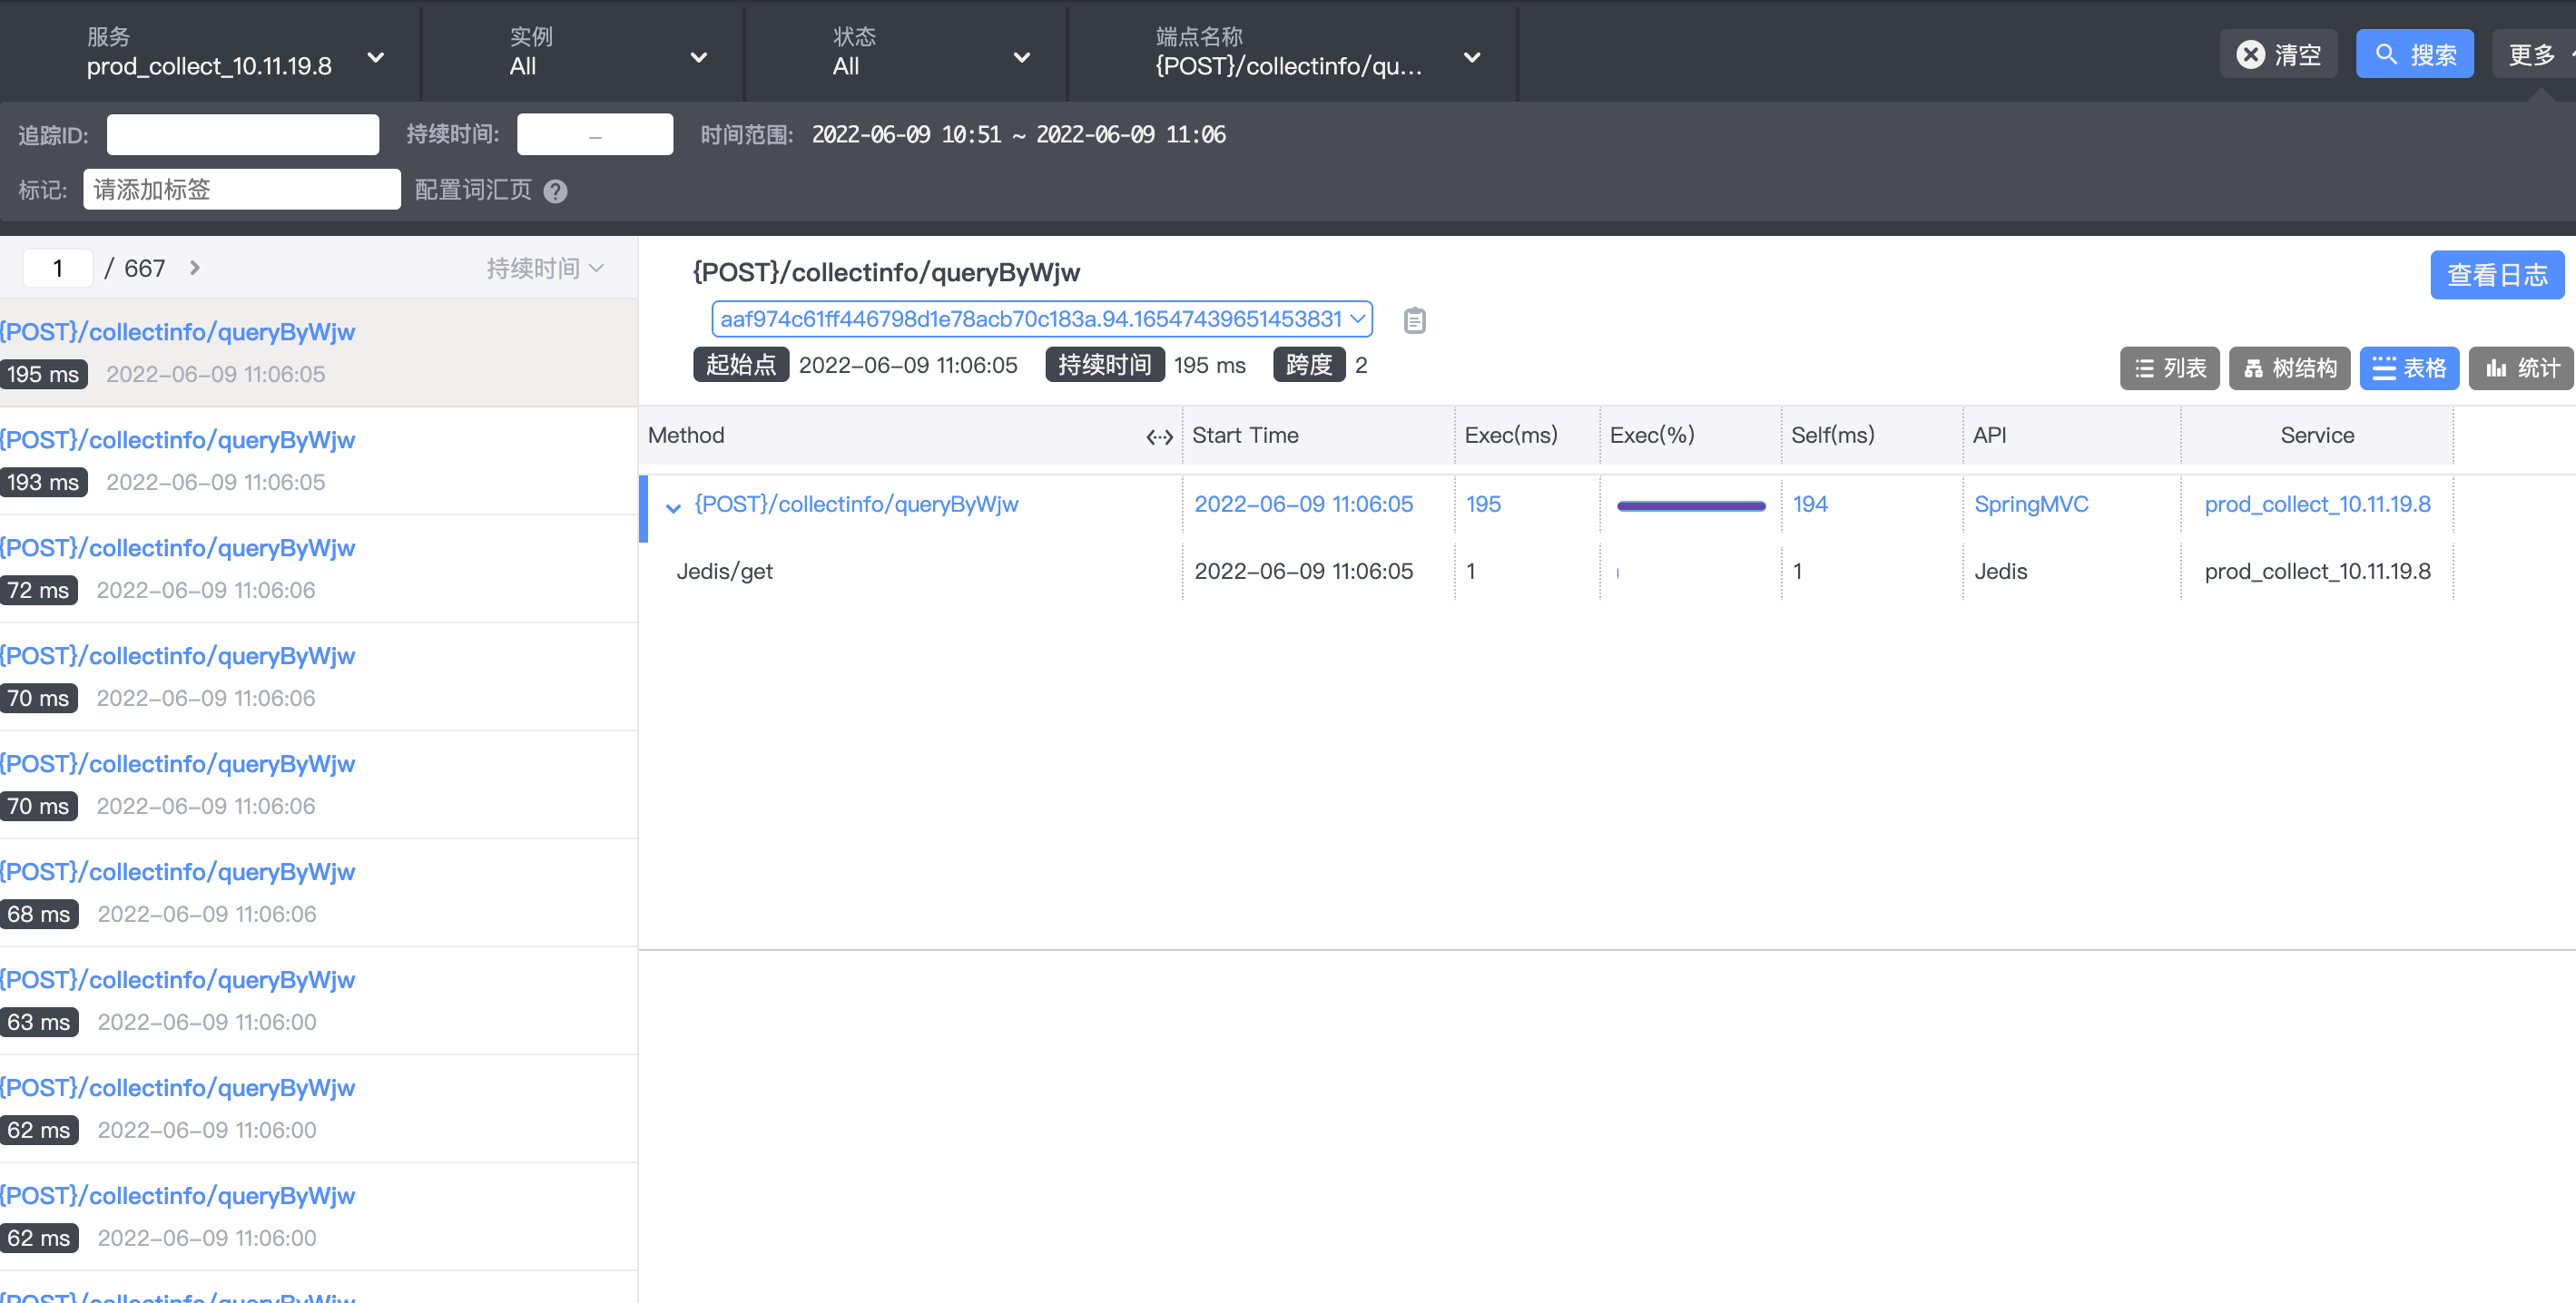 服务 实例 状态 端点名称
prod_collect_10.11.19.8 All All {POST}/collectinfo/qu... 清空 搜索 更多
追踪ID: 持续时间: – 时间范围: 2022-06-09 10:51 ~ 2022-06-09 11:06
标记: 请添加标签 配置词汇页 ?
1 / 667 持续时间
{POST}/collectinfo/queryByWjw
195 ms 2022-06-09 11:06:05
{POST}/collectinfo/queryByWjw
193 ms 2022-06-09 11:06:05
{POST}/collectinfo/queryByWjw
72 ms 2022-06-09 11:06:06
{POST}/collectinfo/queryByWjw
70 ms 2022-06-09 11:06:06
{POST}/collectinfo/queryByWjw
70 ms 2022-06-09 11:06:06
{POST}/collectinfo/queryByWjw
68 ms 2022-06-09 11:06:06
{POST}/collectinfo/queryByWjw
63 ms 2022-06-09 11:06:00
{POST}/collectinfo/queryByWjw
62 ms 2022-06-09 11:06:00
{POST}/collectinfo/queryByWjw
62 ms 2022-06-09 11:06:00
{POST}/collectinfo/queryByWjw
{POST}/collectinfo/queryByWjw 查看日志
aaf974c61ff446798d1e78acb70c183a.94.16547439651453831
起始点 2022-06-09 11:06:05 持续时间 195 ms 跨度 2 列表 树结构 表格 统计
Method Start Time Exec(ms) Exec(%) Self(ms) API Service
{POST}/collectinfo/queryByWjw 2022-06-09 11:06:05 195 194 SpringMVC prod_collect_10.11.19.8
Jedis/get 2022-06-09 11:06:05 1 1 Jedis prod_collect_10.11.19.8